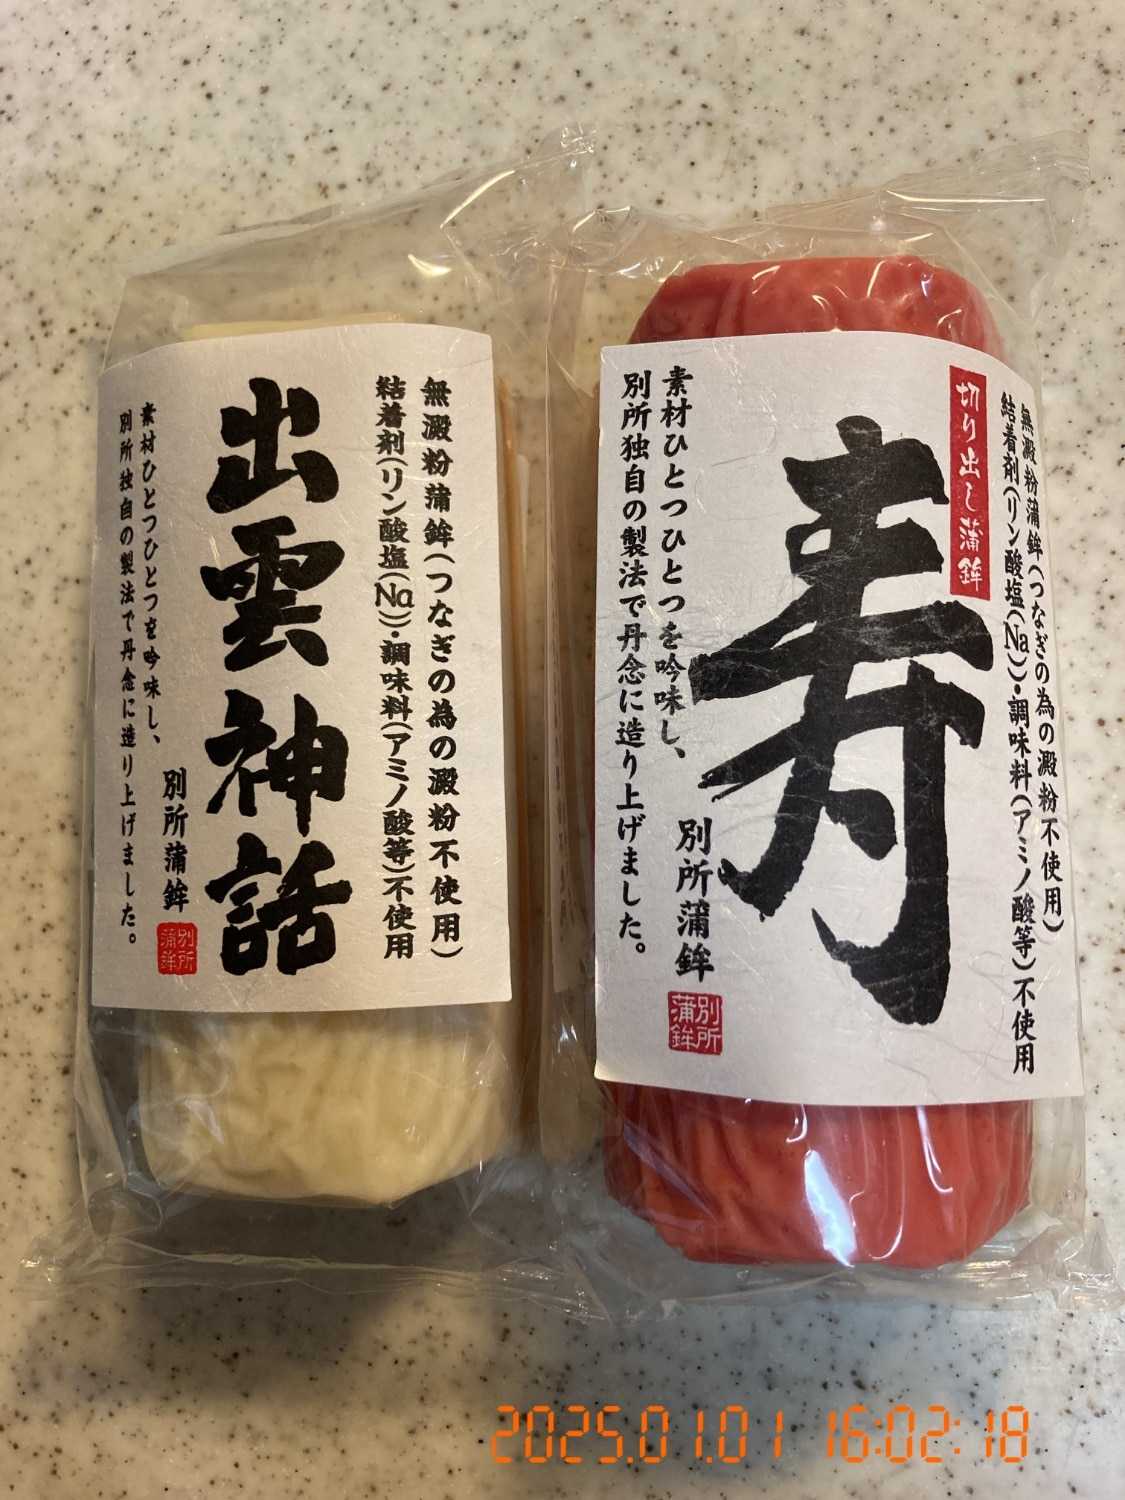 無澱粉蒲鉾(つなぎの為の澱粉不使用)
結着剤(リン酸塩(Na))・調味料(アミノ酸等)不使用
出雲神話
素材ひとつひとつを吟味し、
別所独自の製法で丹念に造り上げました。
別所蒲鉾
別所
蒲鉾
無澱粉蒲鉾(つなぎの為の澱粉不使用)
結着剤(リン酸塩(Na))・調味料(アミノ酸等)不使用
切り出し蒲鉾
寿
素材ひとつひとつを吟味し、
別所独自の製法で丹念に造り上げました。
別所蒲鉾
別所
蒲鉾
2025.01.01 16:02:18